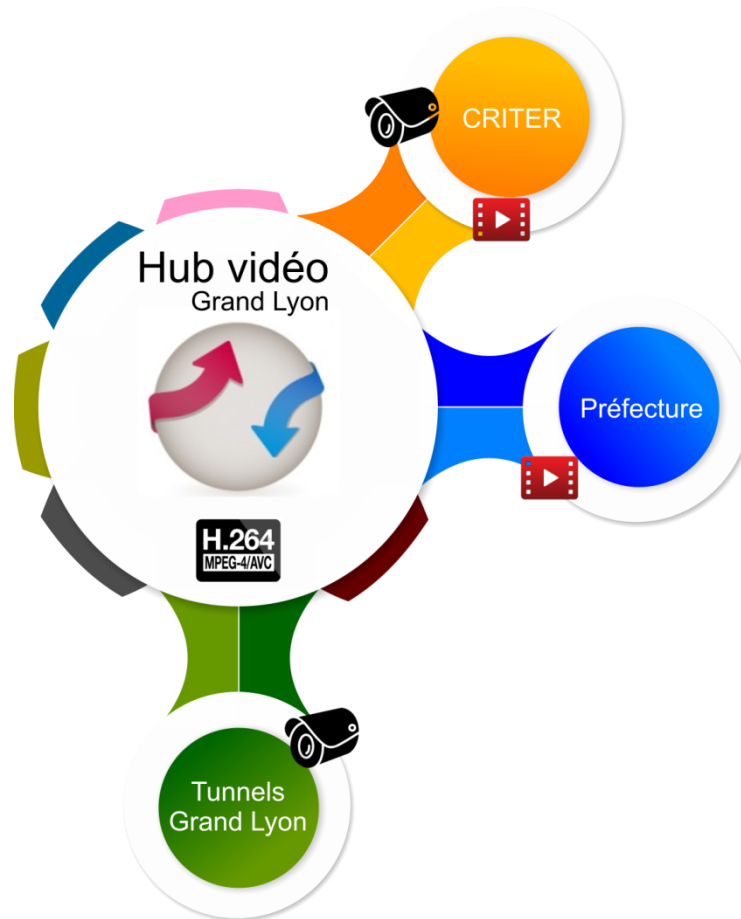 CRITER
Hub vidéo
Grand Lyon
Préfecture
H.264
MPEG-4/AVC
Tunnels
Grand Lyon